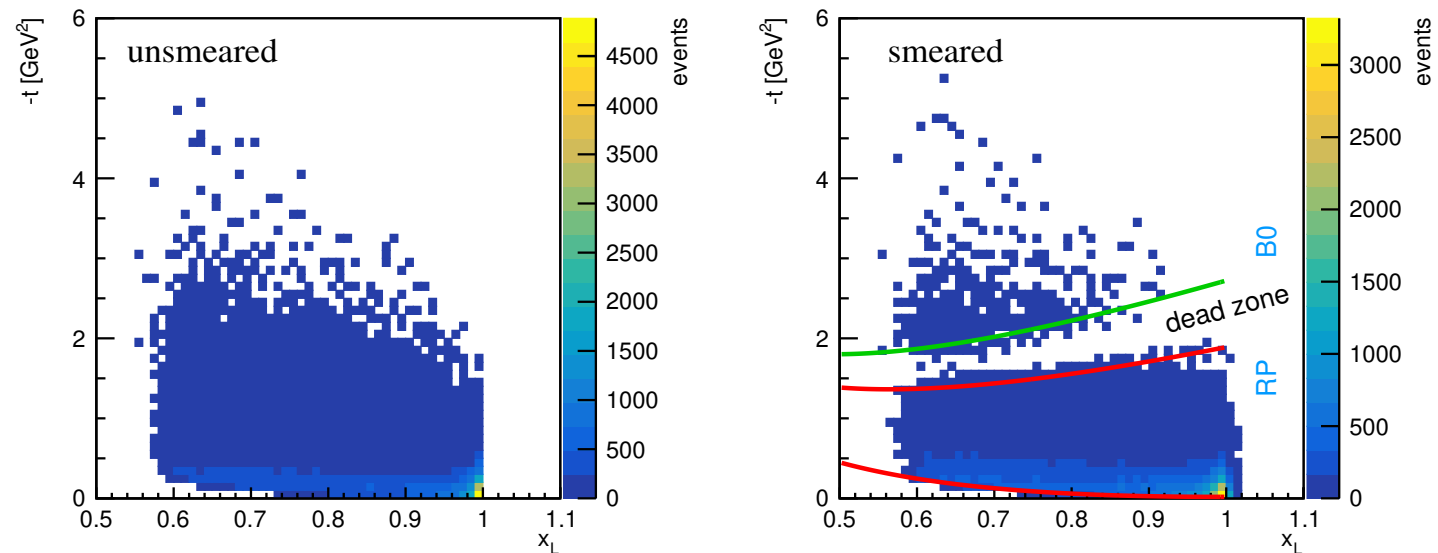 unsmeared
-t [GeV²]
6
4
2
0
0.5 0.6 0.7 0.8 0.9 1 1.1
x_L
events
4500
4000
3500
3000
2500
2000
1500
1000
500
0
smeared
-t [GeV²]
6
4
2
0
0.5 0.6 0.7 0.8 0.9 1 1.1
x_L
B0
dead zone
RP
events
3000
2500
2000
1500
1000
500
0